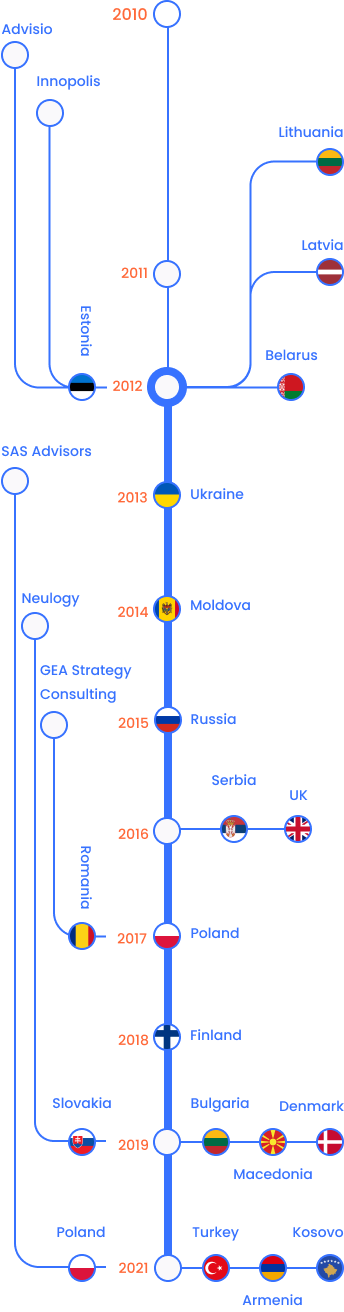 2010
Advisio
Innopolis
Lithuania
Latvia
2011
Estonia
Belarus
2012
SAS Advisors
2013
Ukraine
Neulogy
2014
Moldova
GEA Strategy
Consulting
2015
Russia
Serbia
UK
2016
Romania
2017
Poland
2018
Finland
Slovakia
Bulgaria
Denmark
2019
Macedonia
Poland
Turkey
Kosovo
2021
Armenia